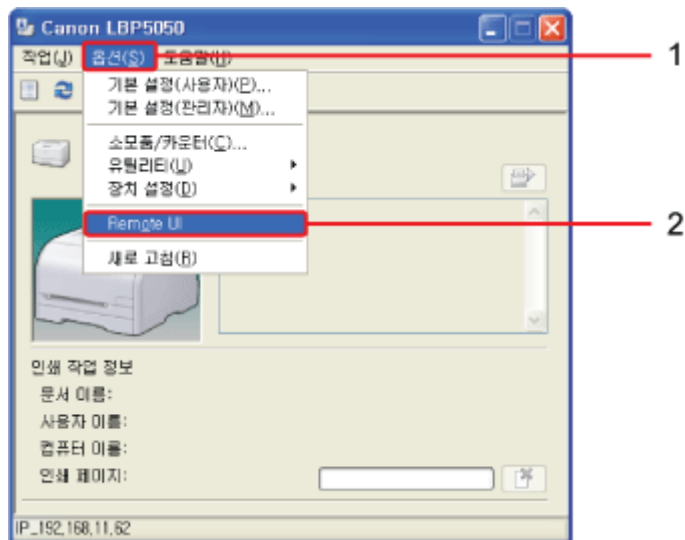 Canon LBP5050
작업(J) 옵션(S) 도움말(H)
1
기본 설정(사용자)(P)...
기본 설정(관리자)(M)...
소모품/카운터(C)...
유틸리티(U)
장치 설정(D)
Remote UI
2
새로 고침(R)
인쇄 작업 정보
문서 이름:
사용자 이름:
컴퓨터 이름:
인쇄 페이지:
IP_192,168,11,62